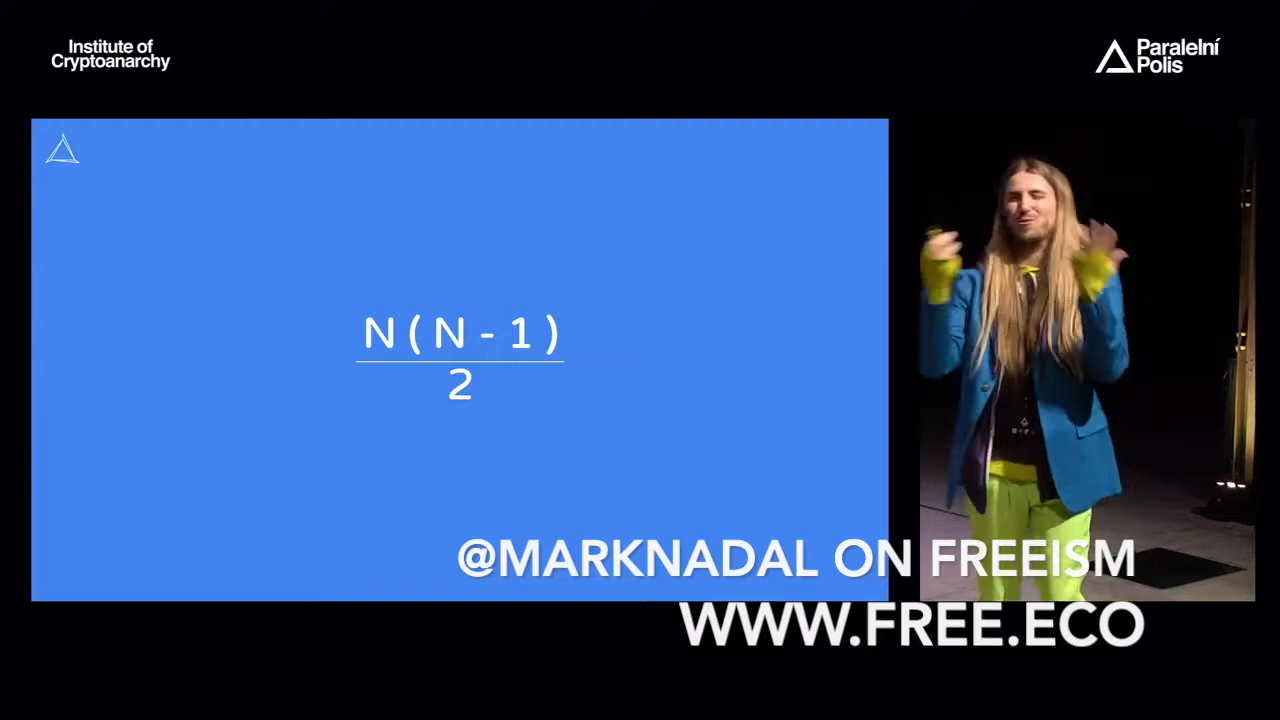 Institute of
Cryptoanarchy
Paralelní
Polis
N ( N - 1 )
2
@MARKNADAL ON FREEISM
WWW.FREE.ECO